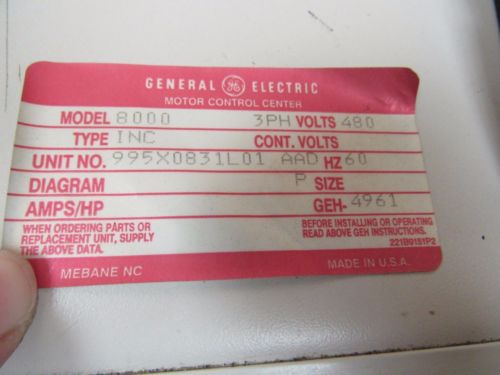 GENERAL GE ELECTRIC
MOTOR CONTROL CENTER
MODEL 8000 3PH VOLTS 480
TYPE INC CONT. VOLTS
UNIT NO. 995X0831L01 AAD HZ 60
DIAGRAM P SIZE
AMPS/HP GEH-4961
WHEN ORDERING PARTS OR BEFORE INSTALLING OR OPERATING
REPLACEMENT UNIT, SUPPLY READ ABOVE GEH INSTRUCTIONS.
THE ABOVE DATA. 221B0151P2
MEBANE NC MADE IN U.S.A.